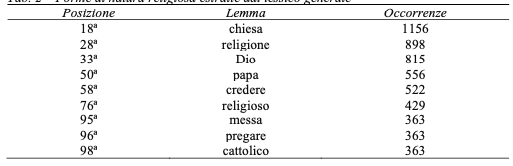 Tab. 2 – Forme di natura religiosa estratte dal lessico generale
Posizione Lemma Occorrenze
18ª chiesa 1156
28ª religione 898
33ª Dio 815
50ª papa 556
58ª credere 522
76ª religioso 429
95ª messa 363
96ª pregare 363
98ª cattolico 363